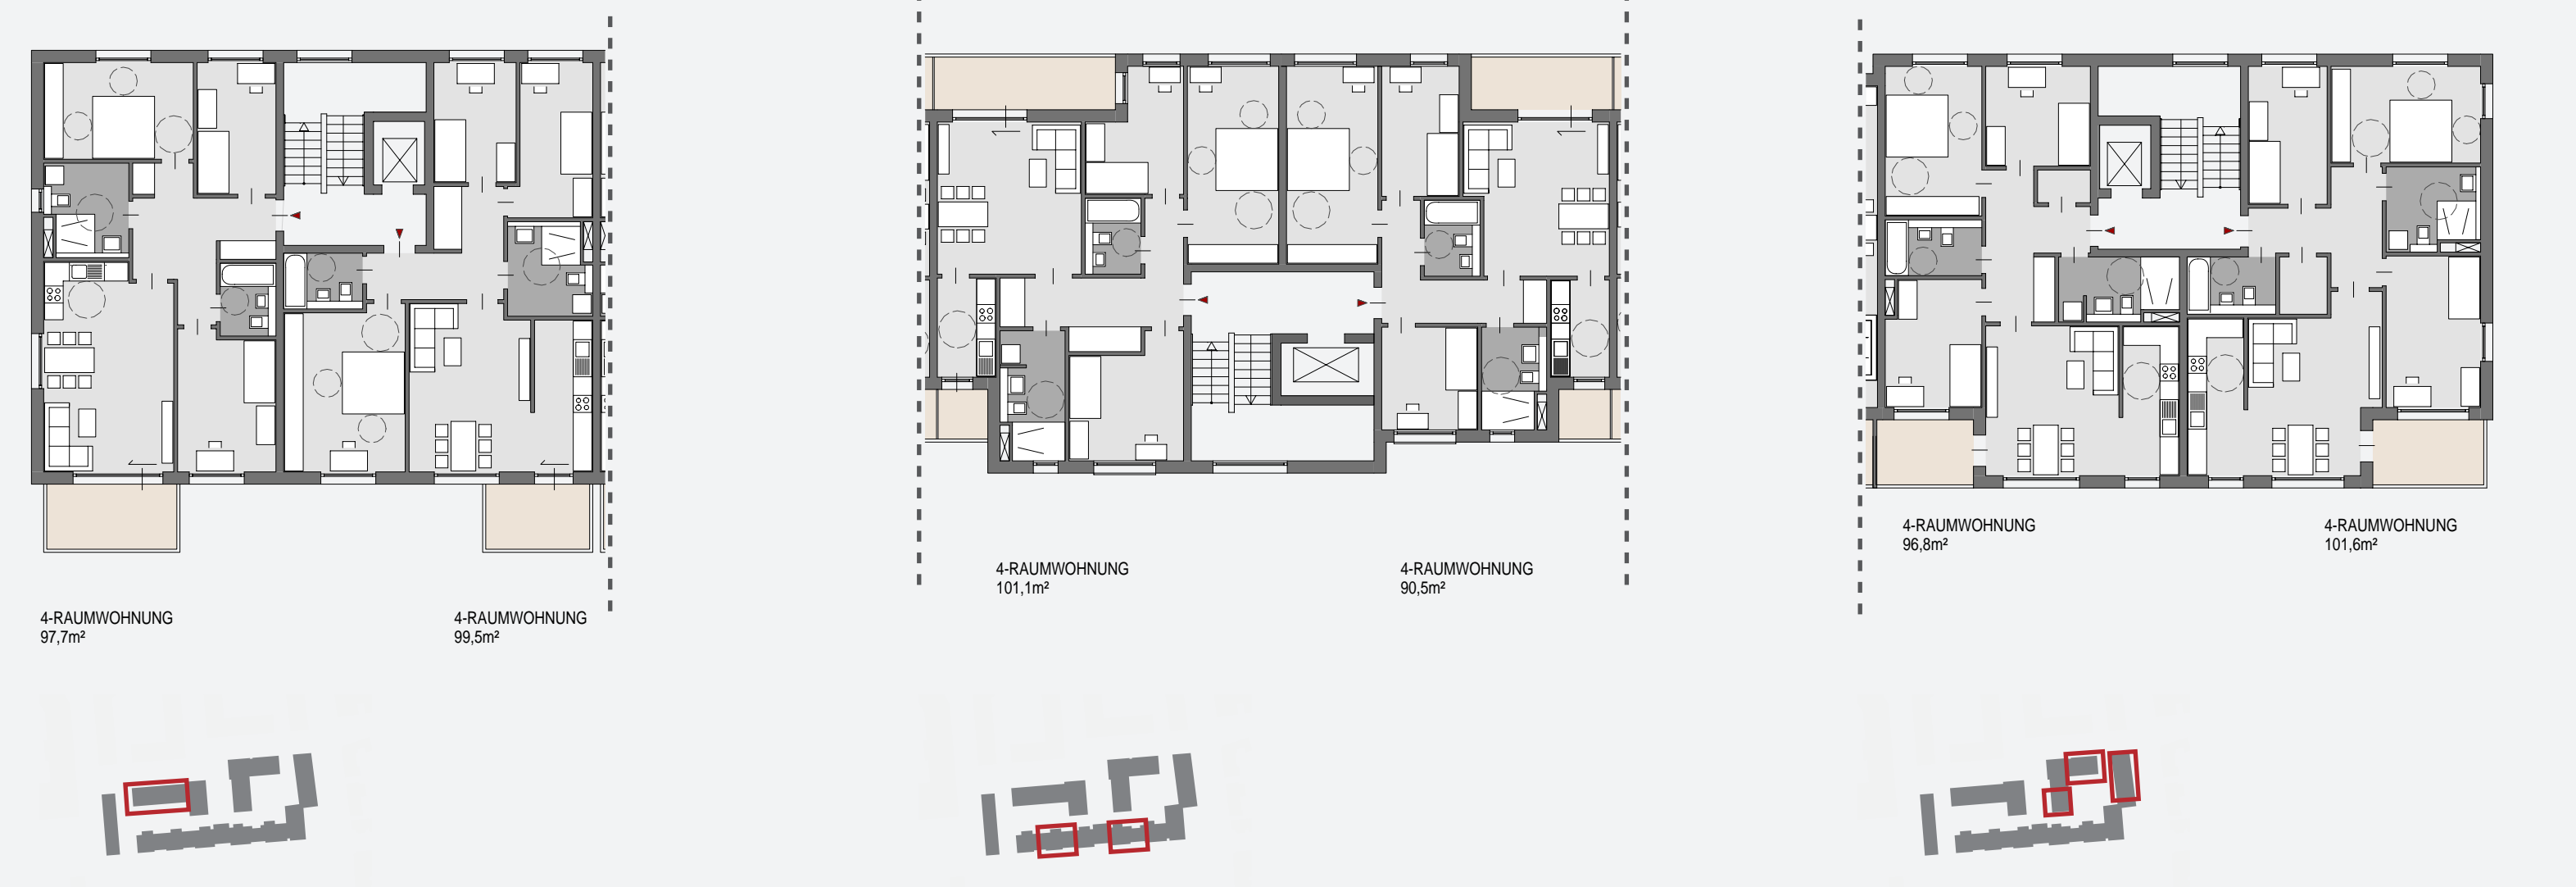 4-RAUMWOHNUNG
97,7m²
4-RAUMWOHNUNG
99,5m²
4-RAUMWOHNUNG
101,1m²
4-RAUMWOHNUNG
90,5m²
4-RAUMWOHNUNG
96,8m²
4-RAUMWOHNUNG
101,6m²